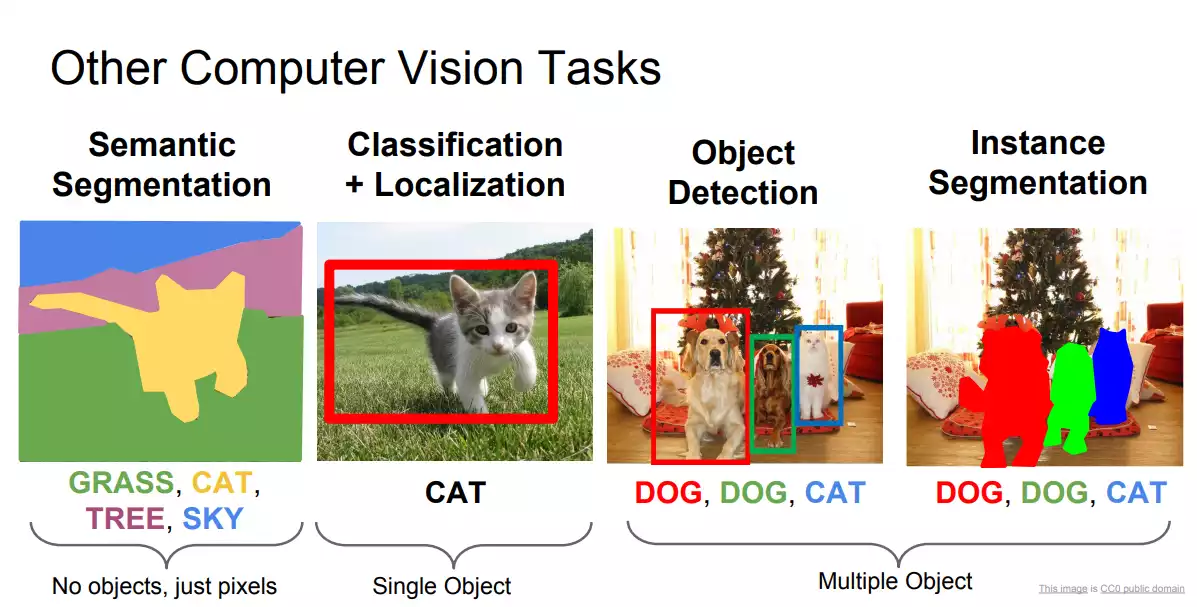 Other Computer Vision Tasks
Semantic
Segmentation
Classification
+ Localization
Object
Detection
Instance
Segmentation
GRASS, CAT,
TREE, SKY
CAT
DOG, DOG, CAT
DOG, DOG, CAT
No objects, just pixels
Single Object
Multiple Object
This image is CC0 public domain